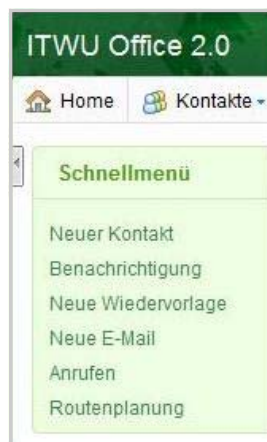 ITWU Office 2.0
Home Kontakte
Schnellmenü
Neuer Kontakt
Benachrichtigung
Neue Wiedervorlage
Neue E-Mail
Anrufen
Routenplanung